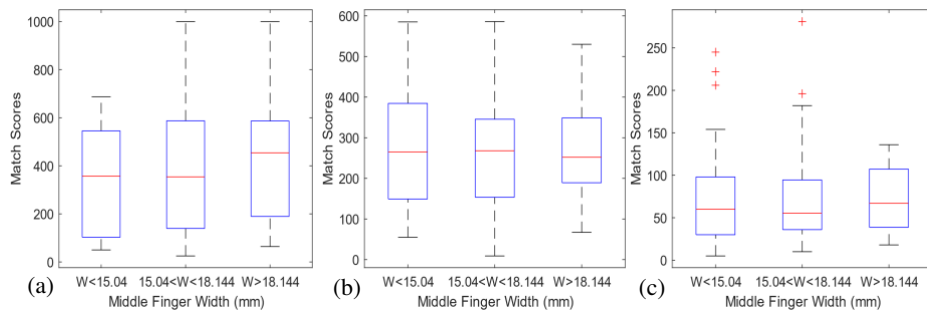 1000
800
600
400
200
0
Match Scores
W<15.04 15.04<W<18.144 W>18.144
Middle Finger Width (mm)
(a)
600
500
400
300
200
100
0
Match Scores
W<15.04 15.04<W<18.144 W>18.144
Middle Finger Width (mm)
(b)
250
200
150
100
50
0
Match Scores
W<15.04 15.04<W<18.144 W>18.144
Middle Finger Width (mm)
(c)